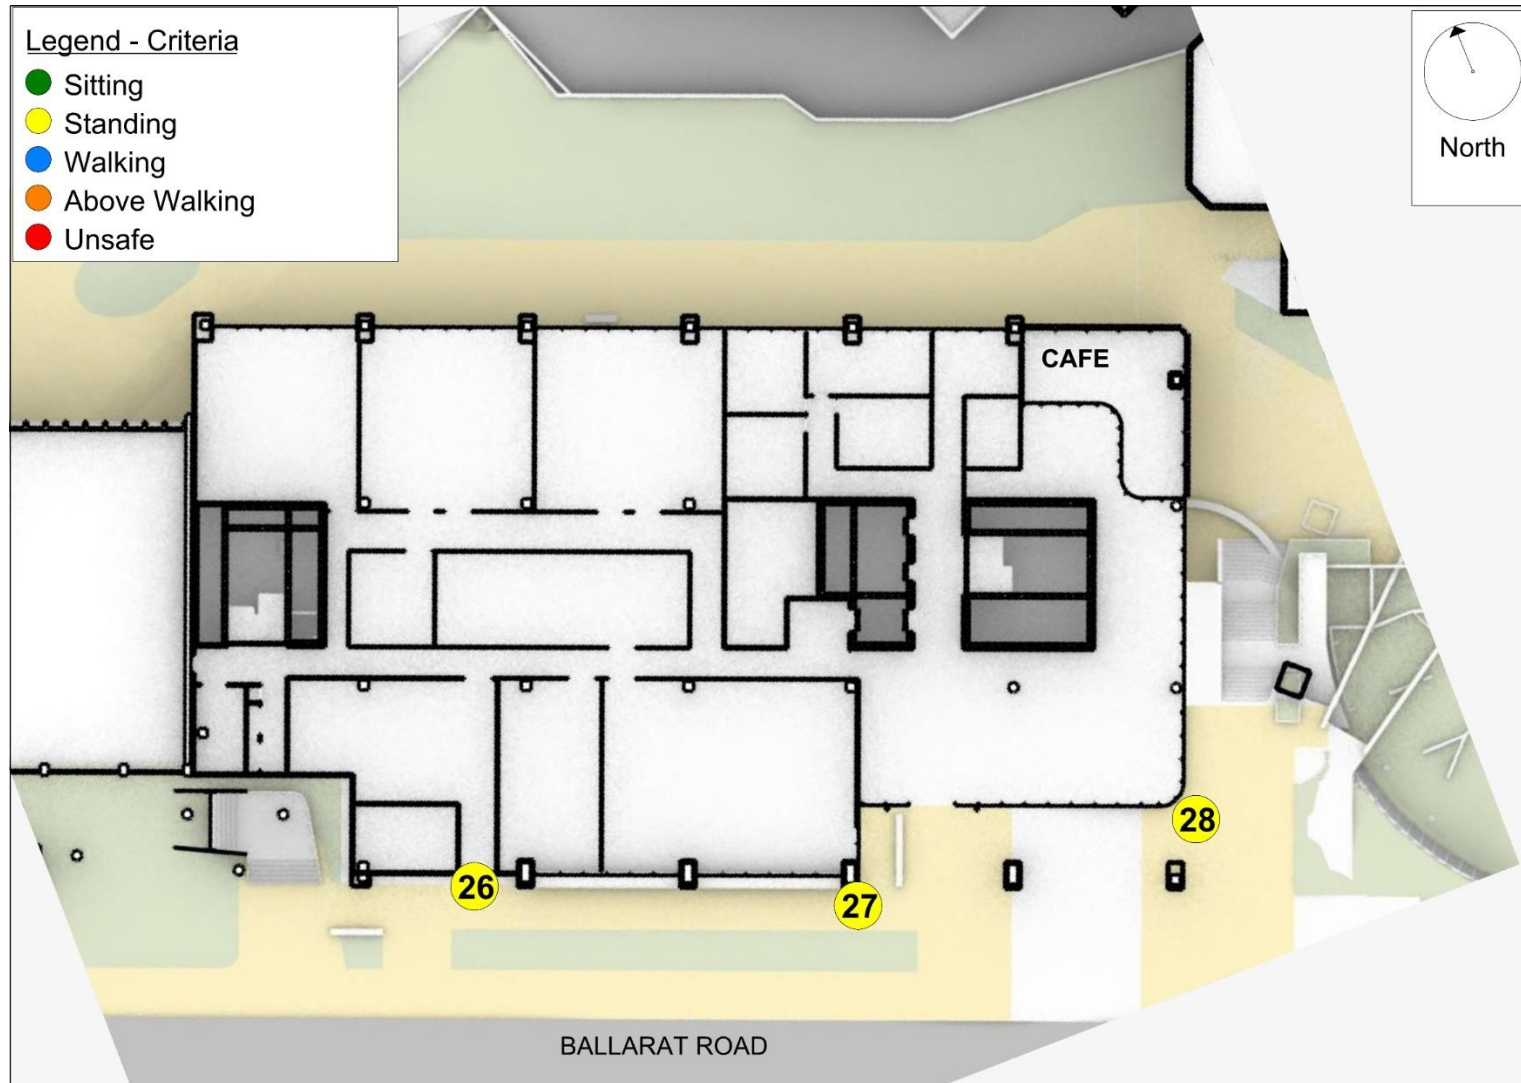 Legend - Criteria
Sitting
Standing
Walking
Above Walking
Unsafe
North
CAFE
28
26
27
BALLARAT ROAD